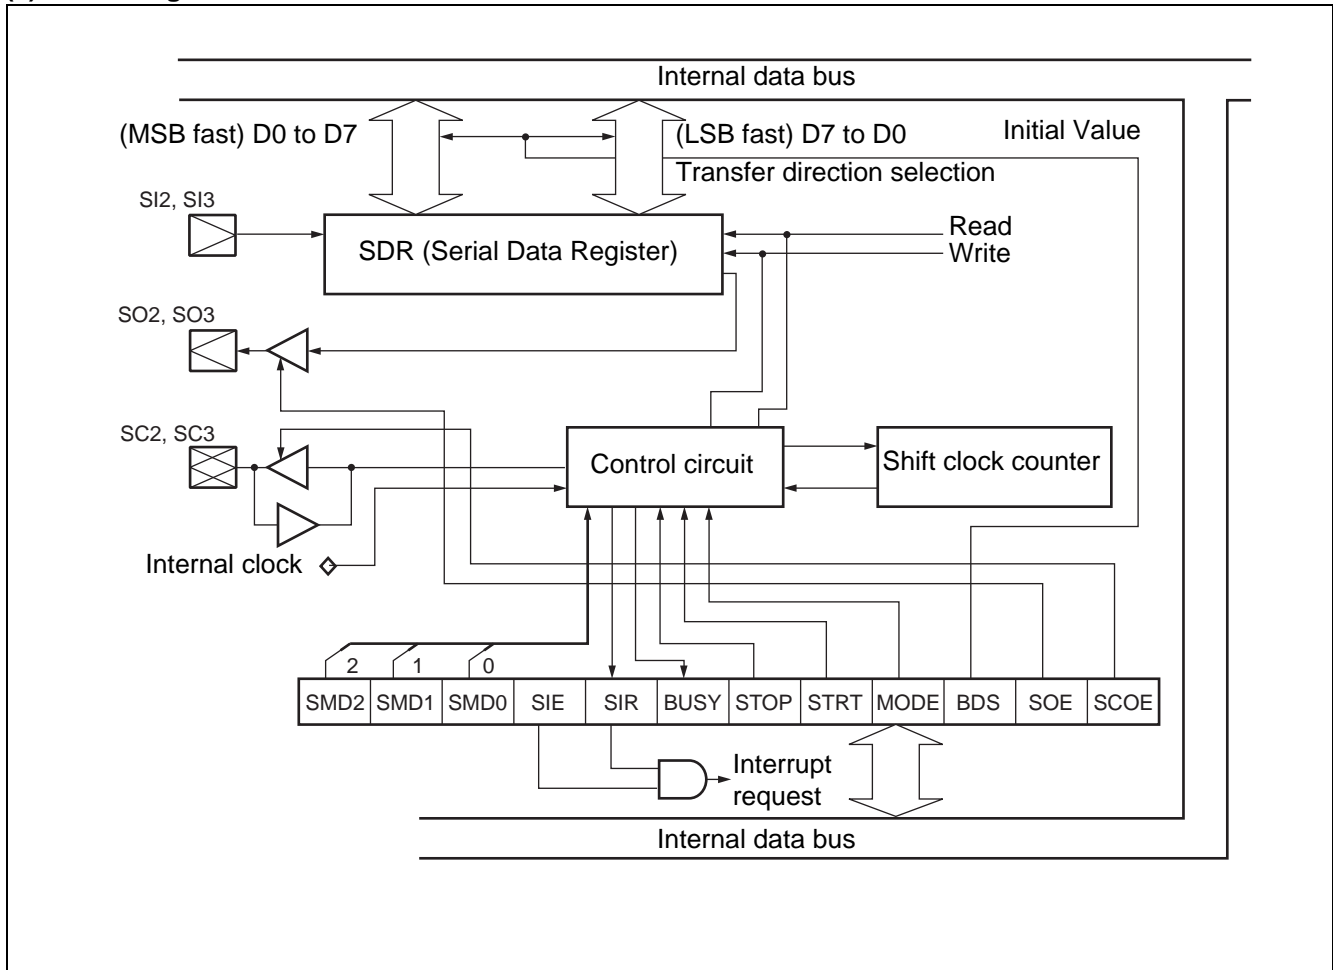 Internal data bus
(MSB fast) D0 to D7
(LSB fast) D7 to D0
Initial Value
Transfer direction selection
SI2, SI3
SDR (Serial Data Register)
Read
Write
SO2, SO3
SC2, SC3
Control circuit
Shift clock counter
Internal clock
2
1
0
SMD2 SMD1 SMD0 SIE SIR BUSY STOP STRT MODE BDS SOE SCOE
Interrupt
request
Internal data bus